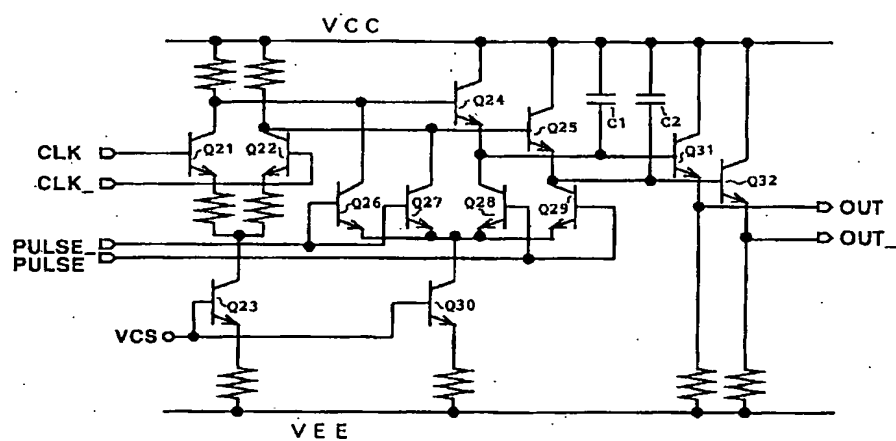 VCC
Q24
Q25
C1
C2
CLK
Q21
Q22
Q31
CLK_
Q32
Q26
Q27
Q28
Q29
OUT
PULSE_
OUT_
PULSE
Q23
Q30
VCS
VEE